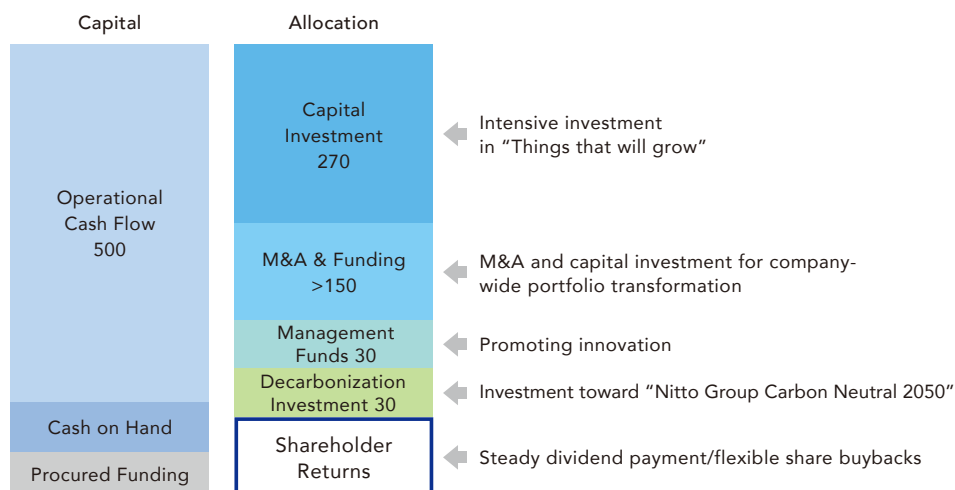 Capital
Allocation
Operational
Cash Flow
500
Cash on Hand
Procured Funding
Capital
Investment
270
Intensive investment
in “Things that will grow”
M&A & Funding
>150
M&A and capital investment for company-
wide portfolio transformation
Management
Funds 30
Promoting innovation
Decarbonization
Investment 30
Investment toward “Nitto Group Carbon Neutral 2050”
Shareholder
Returns
Steady dividend payment/flexible share buybacks